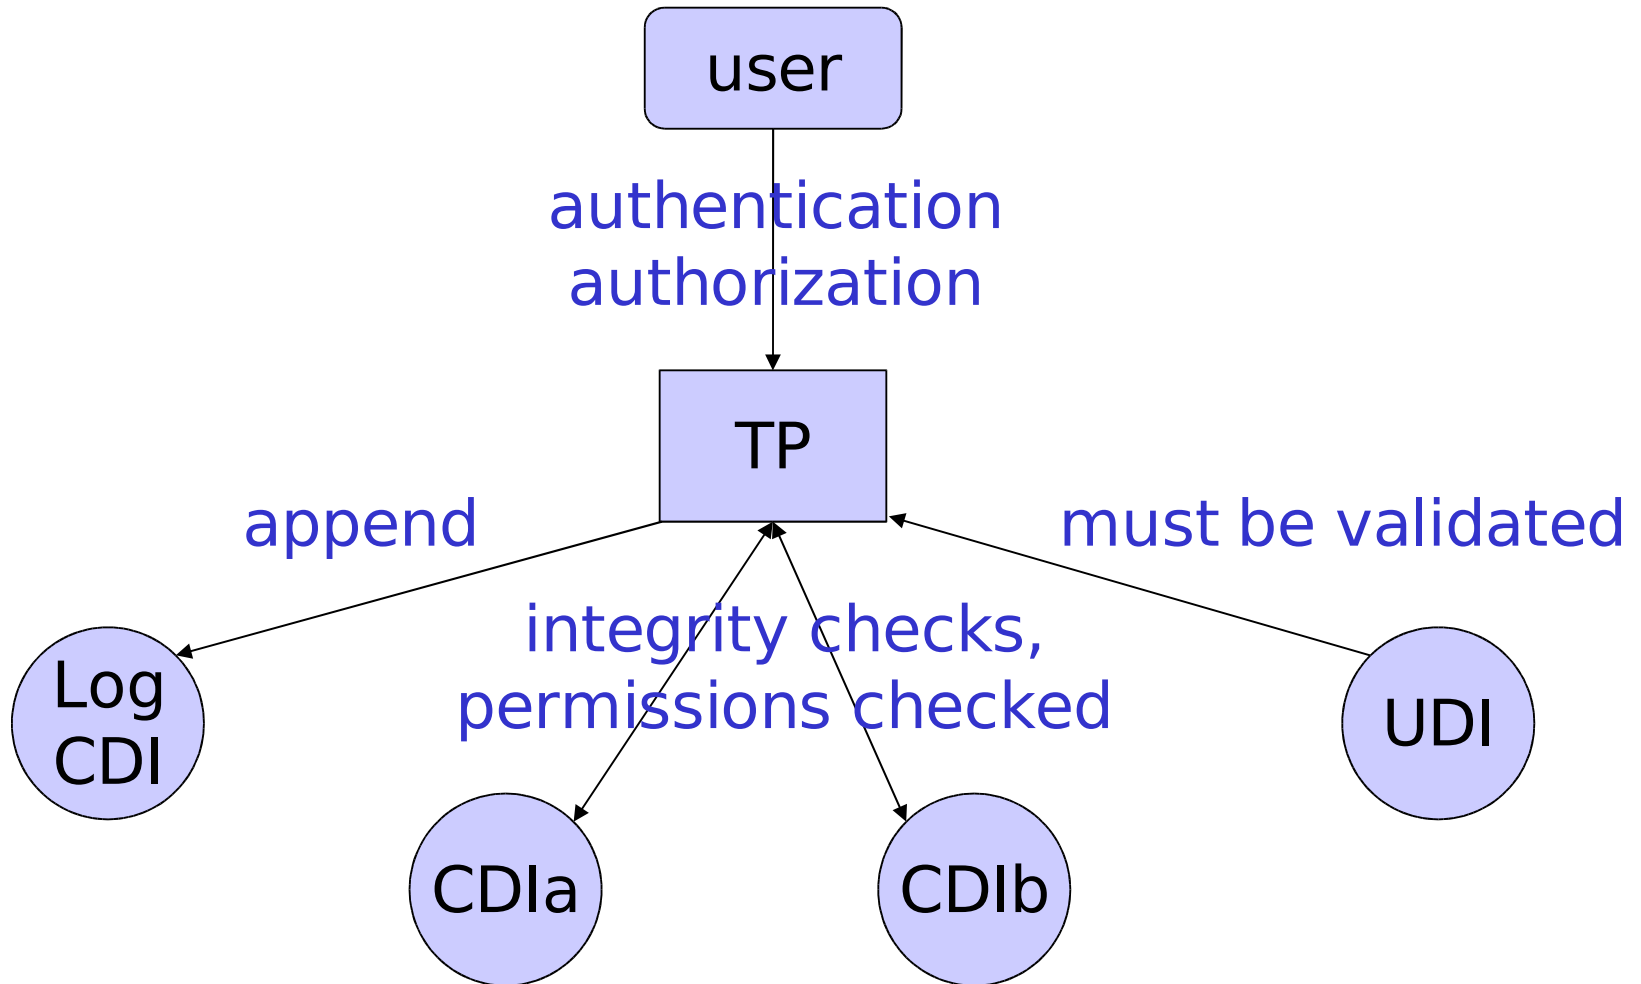 user
authentication
authorization
TP
append
must be validated
integrity checks,
permissions checked
Log
CDI
UDI
CDIa
CDIb